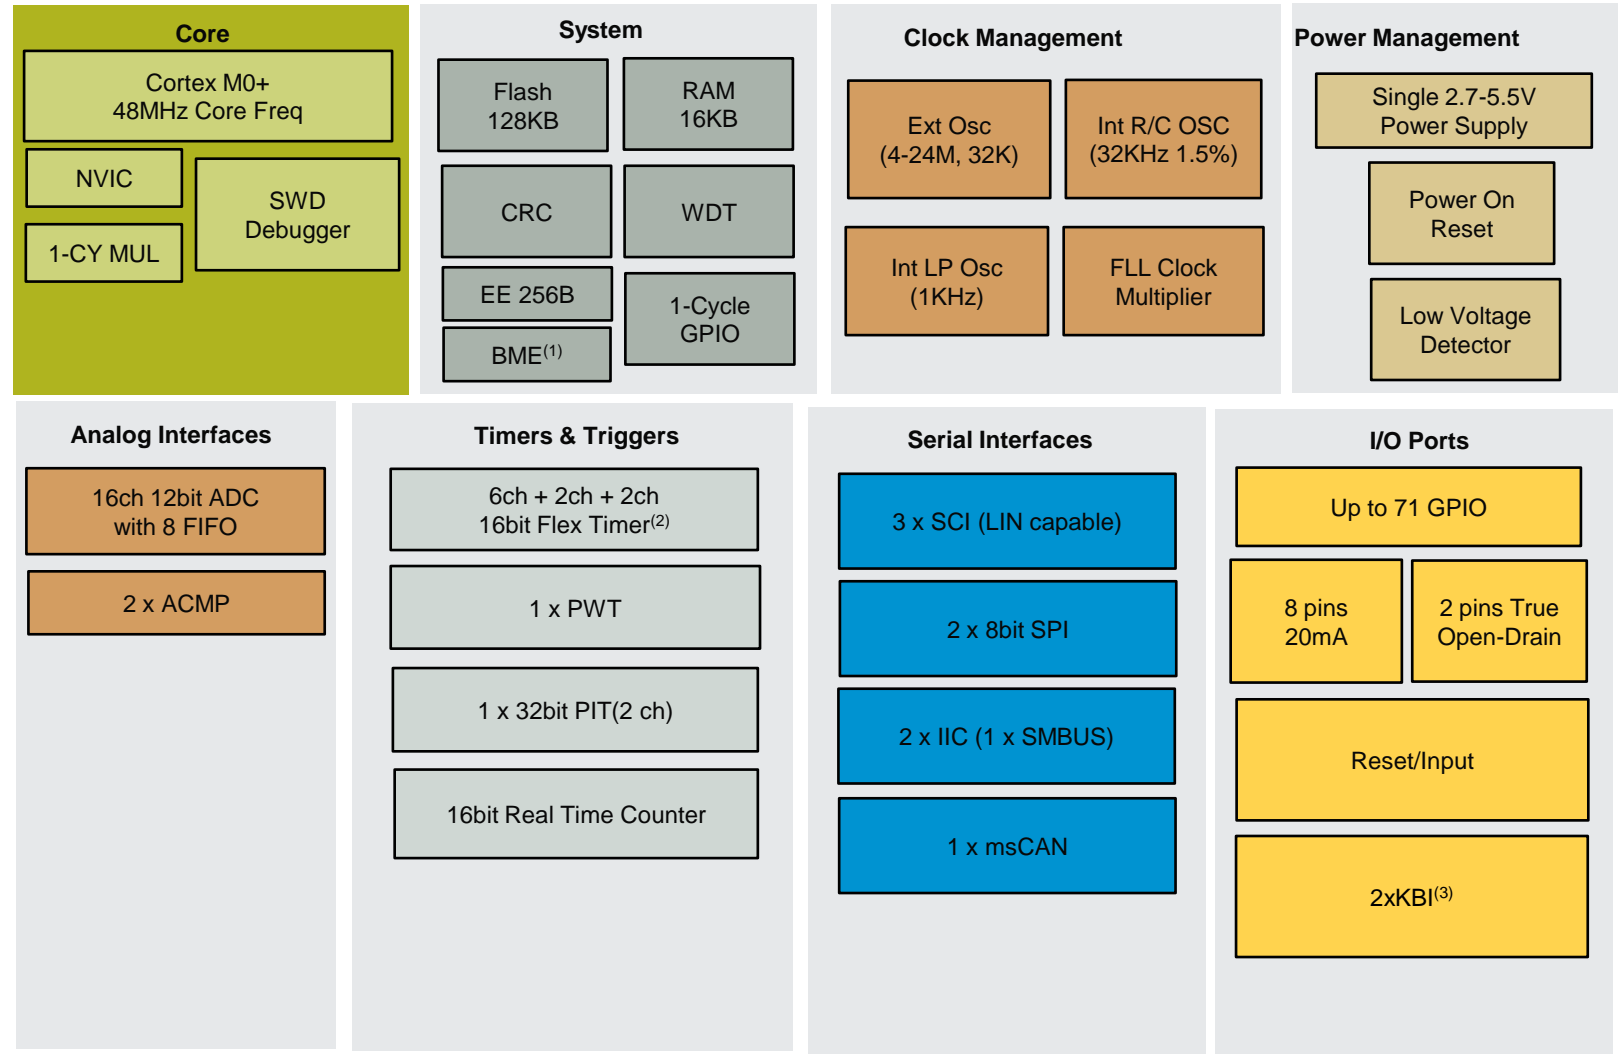 Core
Cortex M0+
48MHz Core Freq
NVIC
1-CY MUL
SWD
Debugger
System
Flash
128KB
RAM
16KB
CRC
WDT
EE 256B
BME(1)
1-Cycle
GPIO
Clock Management
Ext Osc
(4-24M, 32K)
Int R/C OSC
(32KHz 1.5%)
Int LP Osc
(1KHz)
FLL Clock
Multiplier
Power Management
Single 2.7-5.5V
Power Supply
Power On
Reset
Low Voltage
Detector
Analog Interfaces
16ch 12bit ADC
with 8 FIFO
2 x ACMP
Timers & Triggers
6ch + 2ch + 2ch
16bit Flex Timer(2)
1 x PWT
1 x 32bit PIT(2 ch)
16bit Real Time Counter
Serial Interfaces
3 x SCI (LIN capable)
2 x 8bit SPI
2 x IIC (1 x SMBUS)
1 x msCAN
I/O Ports
Up to 71 GPIO
8 pins
20mA
2 pins True
Open-Drain
Reset/Input
2xKBI(3)